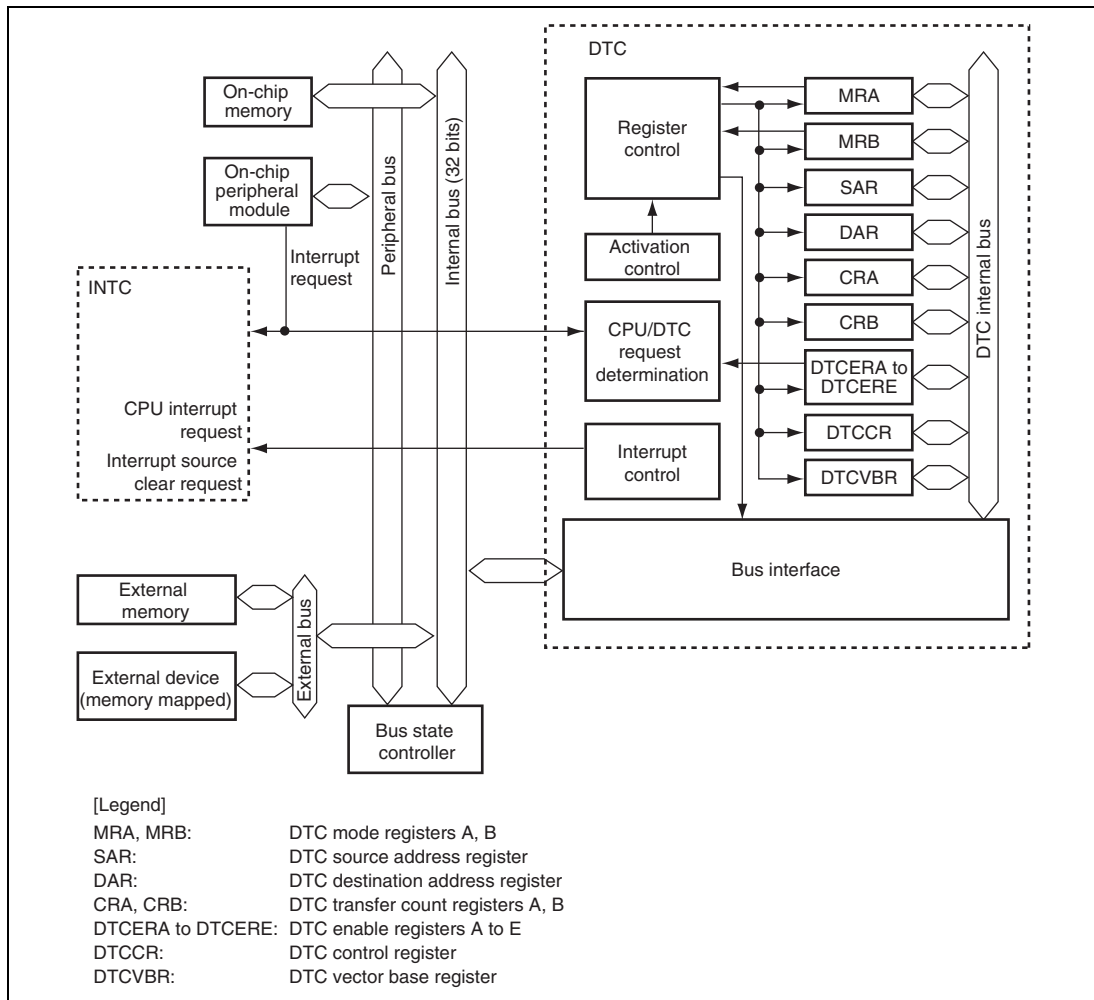 DTC
On-chip
memory
On-chip
peripheral
module
Interrupt
request
Peripheral bus
Internal bus (32 bits)
INTC
CPU interrupt
request
Interrupt source
clear request
Register
control
Activation
control
CPU/DTC
request
determination
Interrupt
control
MRA
MRB
SAR
DAR
CRA
CRB
DTCERA to
DTCERE
DTCCR
DTCVBR
DTC internal bus
Bus interface
External
memory
External device
(memory mapped)
External bus
Bus state
controller
[Legend]
MRA, MRB: DTC mode registers A, B
SAR: DTC source address register
DAR: DTC destination address register
CRA, CRB: DTC transfer count registers A, B
DTCERA to DTCERE: DTC enable registers A to E
DTCCR: DTC control register
DTCVBR: DTC vector base register